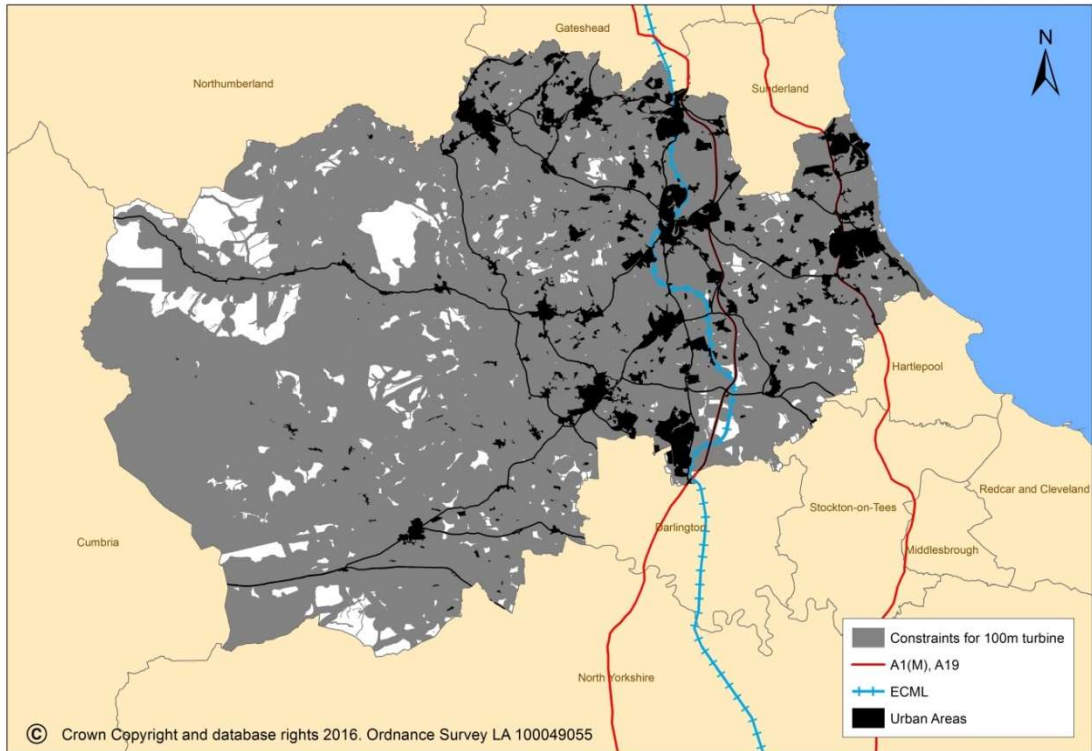 Gateshead
N
Northumberland
Sunderland
Hartlepool
Redcar and Cleveland
Stockton-on-Tees
Darlington
Cumbria
Middlesbrough
North Yorkshire
Constraints for 100m turbine
A1(M), A19
ECML
Urban Areas
© Crown Copyright and database rights 2016. Ordnance Survey LA 100049055